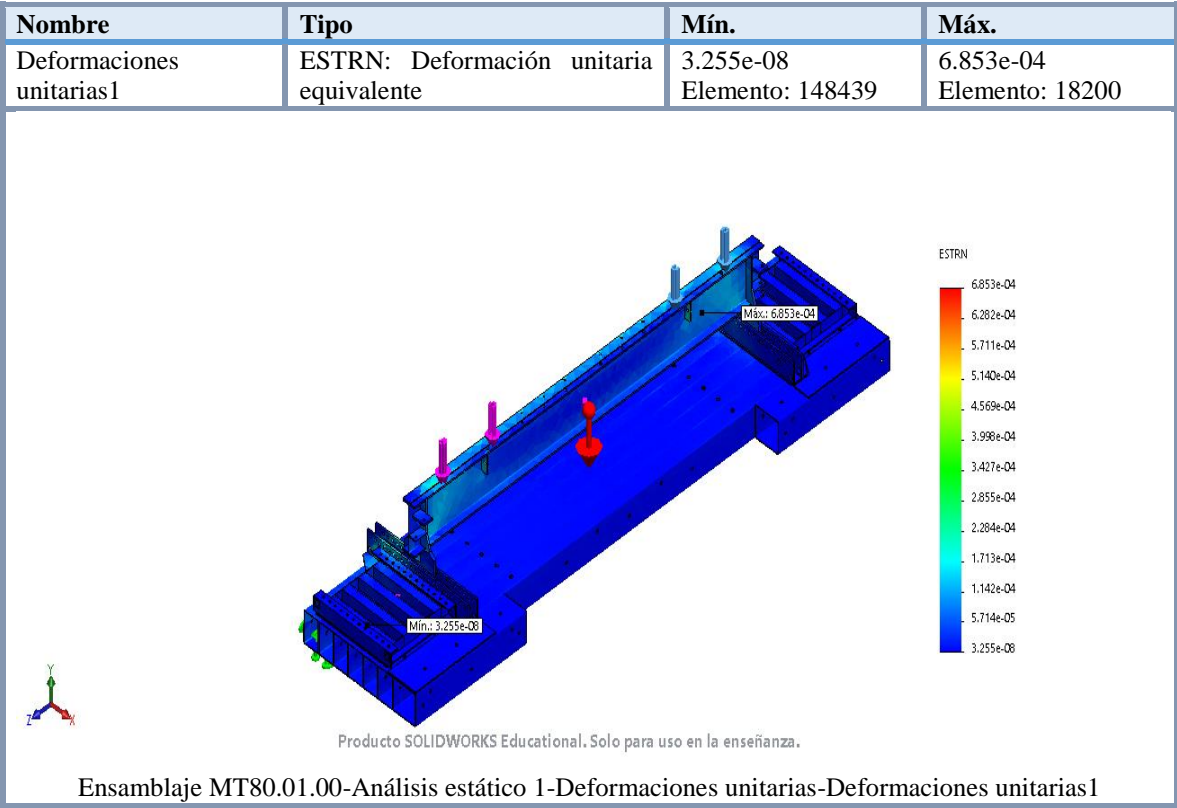 Nombre Tipo Mín. Máx.
Deformaciones unitarias1 ESTRN: Deformación unitaria equivalente 3.255e-08 Elemento: 148439 6.853e-04 Elemento: 18200
ESTRN
6.853e-04
6.282e-04
5.711e-04
5.140e-04
4.569e-04
3.998e-04
3.427e-04
2.855e-04
2.284e-04
1.713e-04
1.142e-04
5.714e-05
3.255e-08
Máx.: 6.853e-04
Mín.: 3.255e-08
Y
Z X
Producto SOLIDWORKS Educational. Solo para uso en la enseñanza.
Ensamblaje MT80.01.00-Análisis estático 1-Deformaciones unitarias-Deformaciones unitarias1